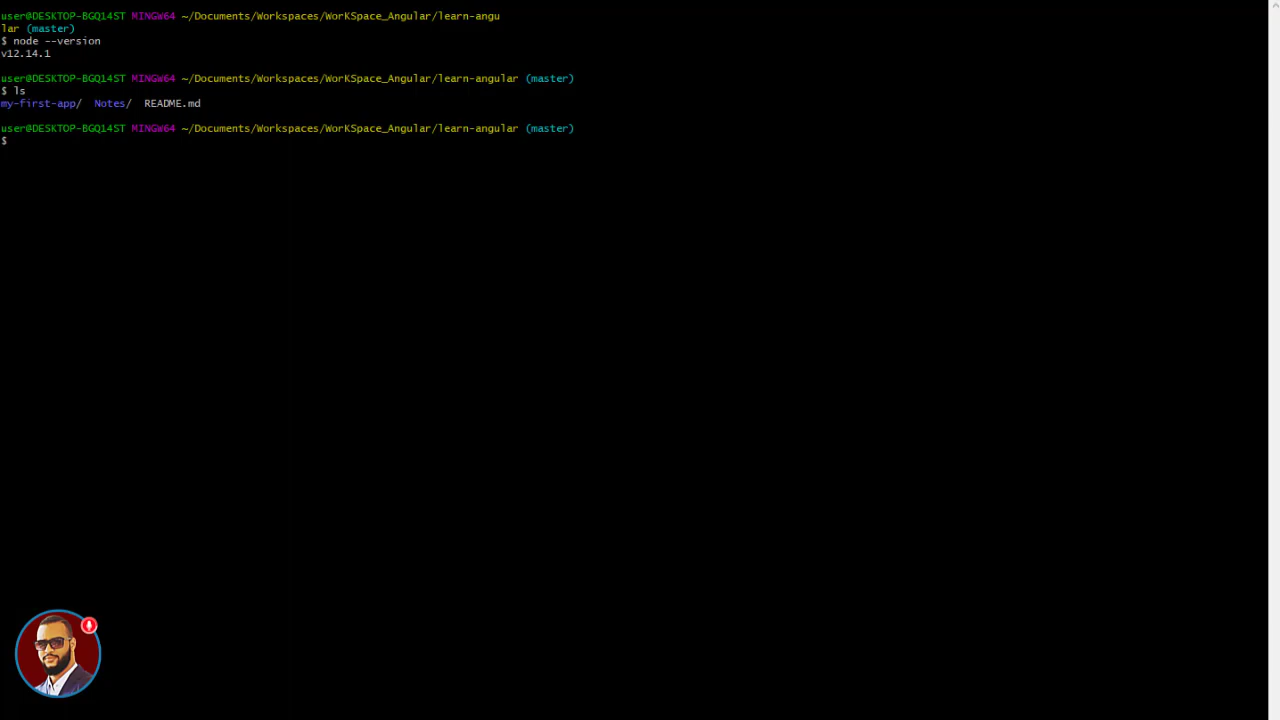 user@DESKTOP-BGQ14ST MINGW64 ~/Documents/Workspaces/WorKSpace_Angular/learn-angu
lar (master)
$ node --version
v12.14.1
user@DESKTOP-BGQ14ST MINGW64 ~/Documents/Workspaces/WorKSpace_Angular/learn-angular (master)
$ ls
my-first-app/  Notes/  README.md
user@DESKTOP-BGQ14ST MINGW64 ~/Documents/Workspaces/WorKSpace_Angular/learn-angular (master)
$